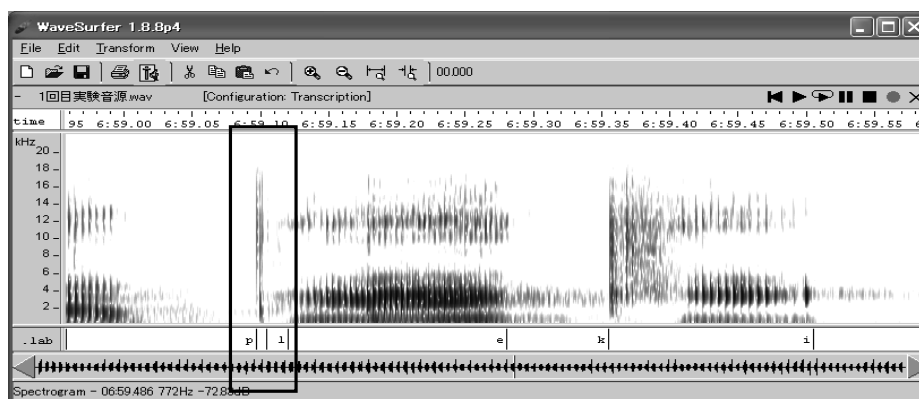 WaveSurfer 1.8.8p4
File Edit Transform View Help
00.000
- 1回目実験音源.wav [Configuration: Transcription]
time 95 6:59.00 6:59.05 6:59.10 6:59.15 6:59.20 6:59.25 6:59.30 6:59.35 6:59.40 6:59.45 6:59.50 6:59.55 6
kHz
20
18
16
14
12
10
8
6
4
2
.lab p l e k i
Spectrogram - 06:59.486 772Hz -72.83dB